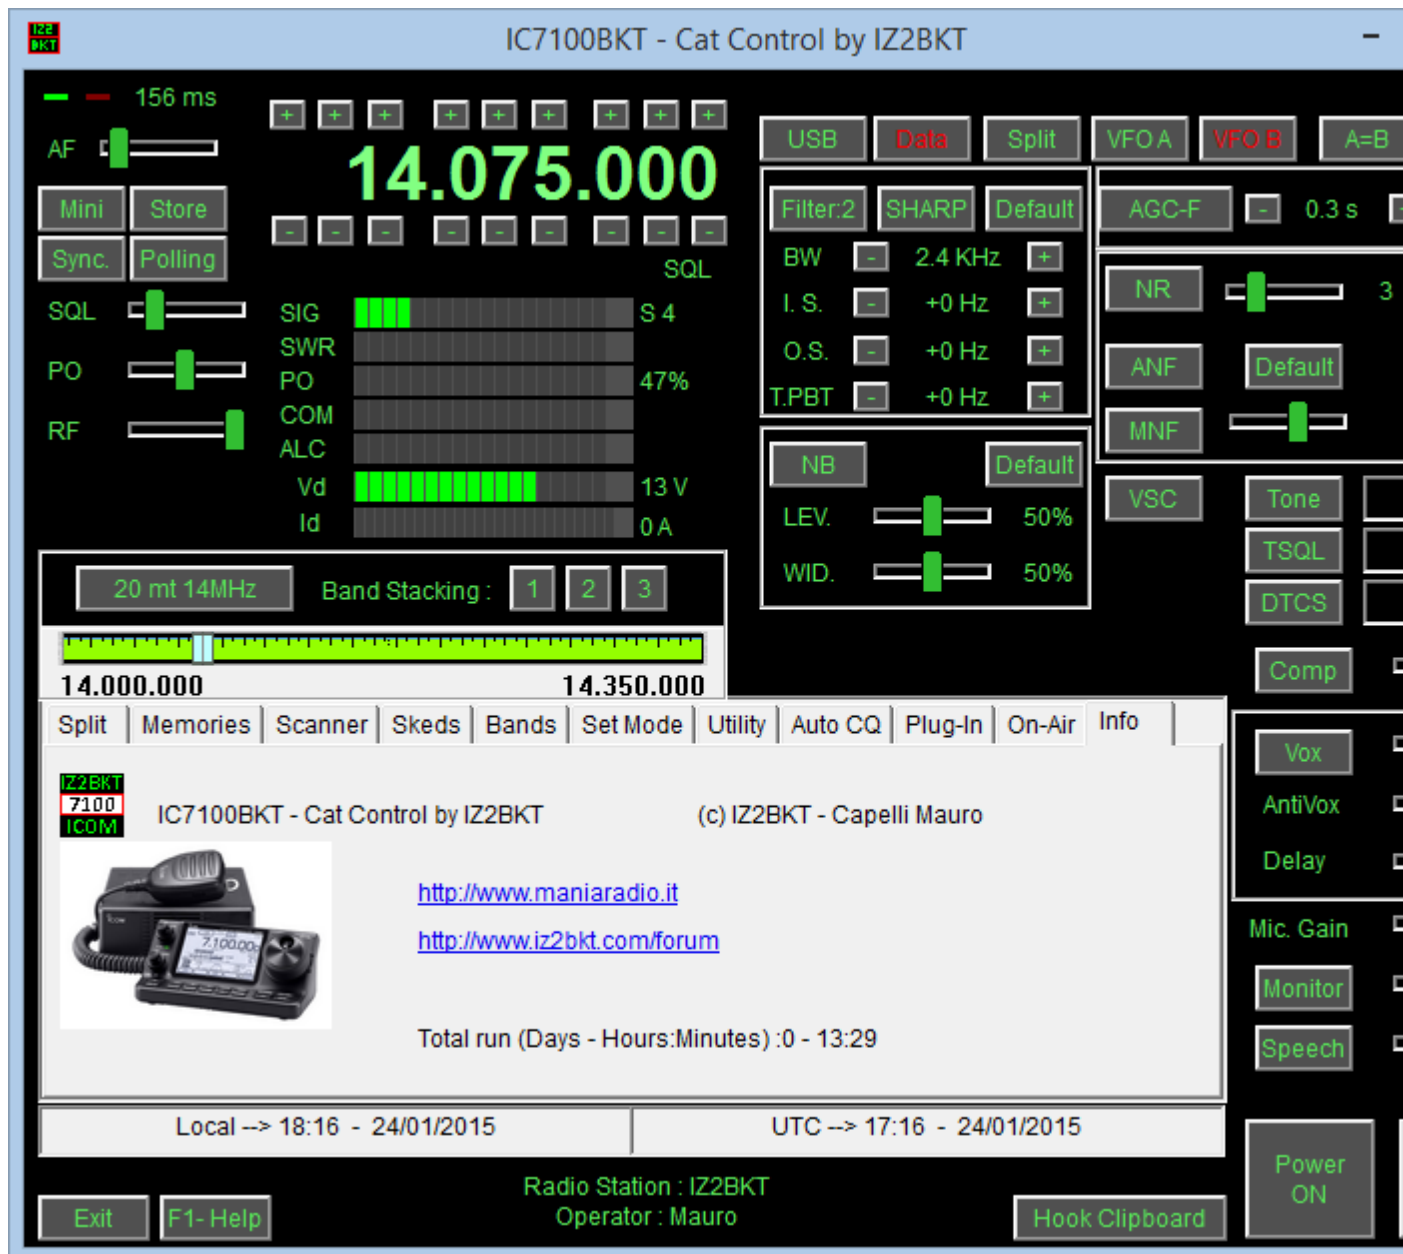 IZ2
BKT
IC7100BKT - Cat Control by IZ2BKT
156 ms
+ + + + + + + + +
AF
14.075.000
USB Data Split VFO A VFO B A=B
Mini Store
- - - - - - - - -
Sync. Polling
SQL
Filter:2 SHARP Default
BW - 2.4 KHz +
I. S. - +0 Hz +
O.S. - +0 Hz +
T.PBT - +0 Hz +
AGC-F - 0.3 s
NR 3
ANF Default
MNF
SQL
PO
RF
SIG S 4
SWR
PO 47%
COM
ALC
Vd 13 V
Id 0 A
NB Default
LEV. 50%
WID. 50%
VSC Tone
TSQL
DTCS
20 mt 14MHz Band Stacking : 1 2 3
14.000.000 14.350.000
Comp
Split Memories Scanner Skeds Bands Set Mode Utility Auto CQ Plug-In On-Air Info
Vox
AntiVox
Delay
IZ2BKT
7100
ICOM
IC7100BKT - Cat Control by IZ2BKT (c) IZ2BKT - Capelli Mauro
http://www.maniaradio.it
http://www.iz2bkt.com/forum
7.100.00
Total run (Days - Hours:Minutes) :0 - 13:29
Mic. Gain
Monitor
Speech
Local --> 18:16 - 24/01/2015 UTC --> 17:16 - 24/01/2015
Power
ON
Radio Station : IZ2BKT
Operator : Mauro
Exit F1- Help Hook Clipboard